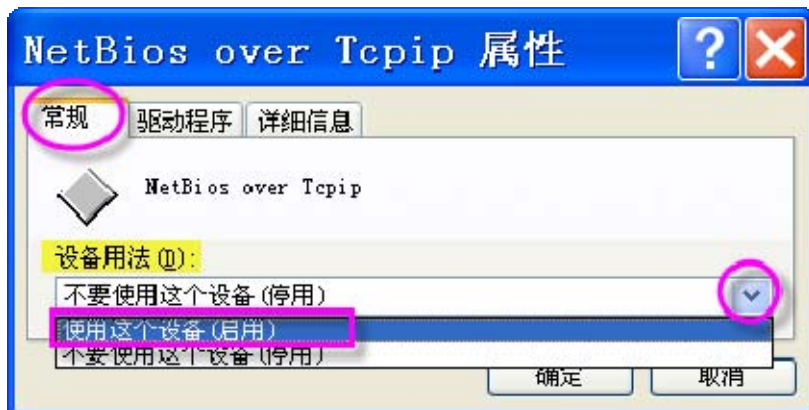 NetBios over Tcpip 属性
常规 驱动程序 详细信息
NetBios over Tcpip
设备用法(D):
不要使用这个设备(停用)
使用这个设备(启用)
不要使用这个设备(停用)
确定 取消